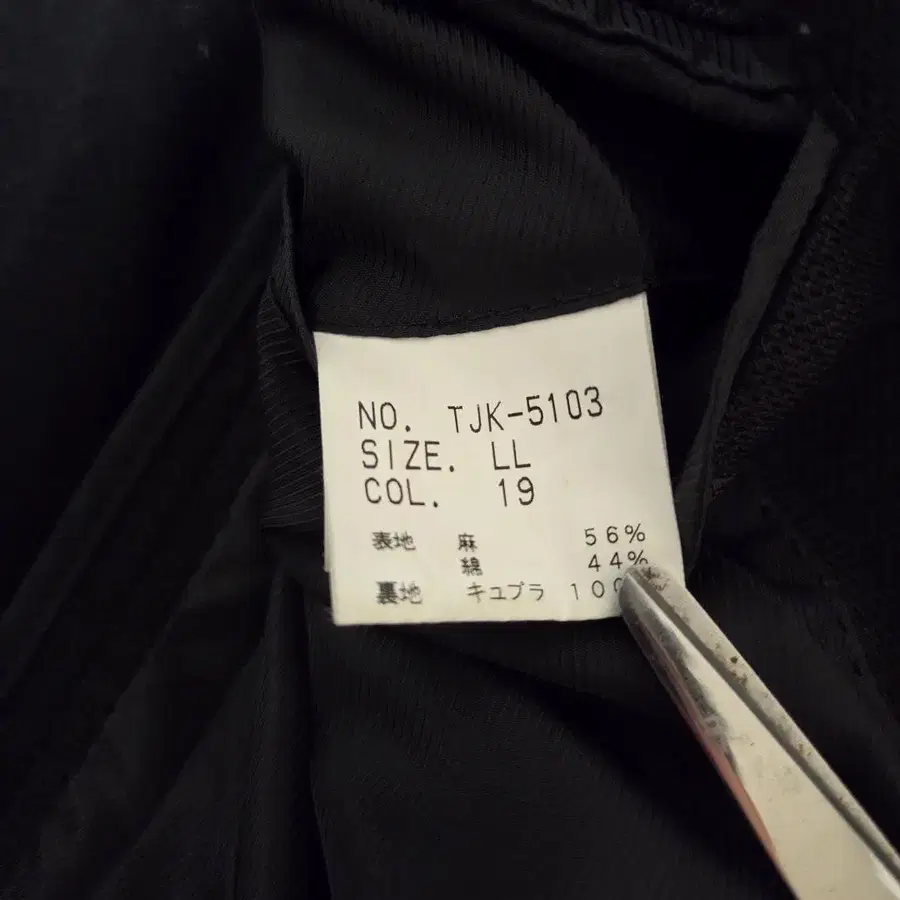 NO. TJK-5103
SIZE. LL
COL. 19
表地 麻 56%
綿 44%
裏地 キュプラ 100